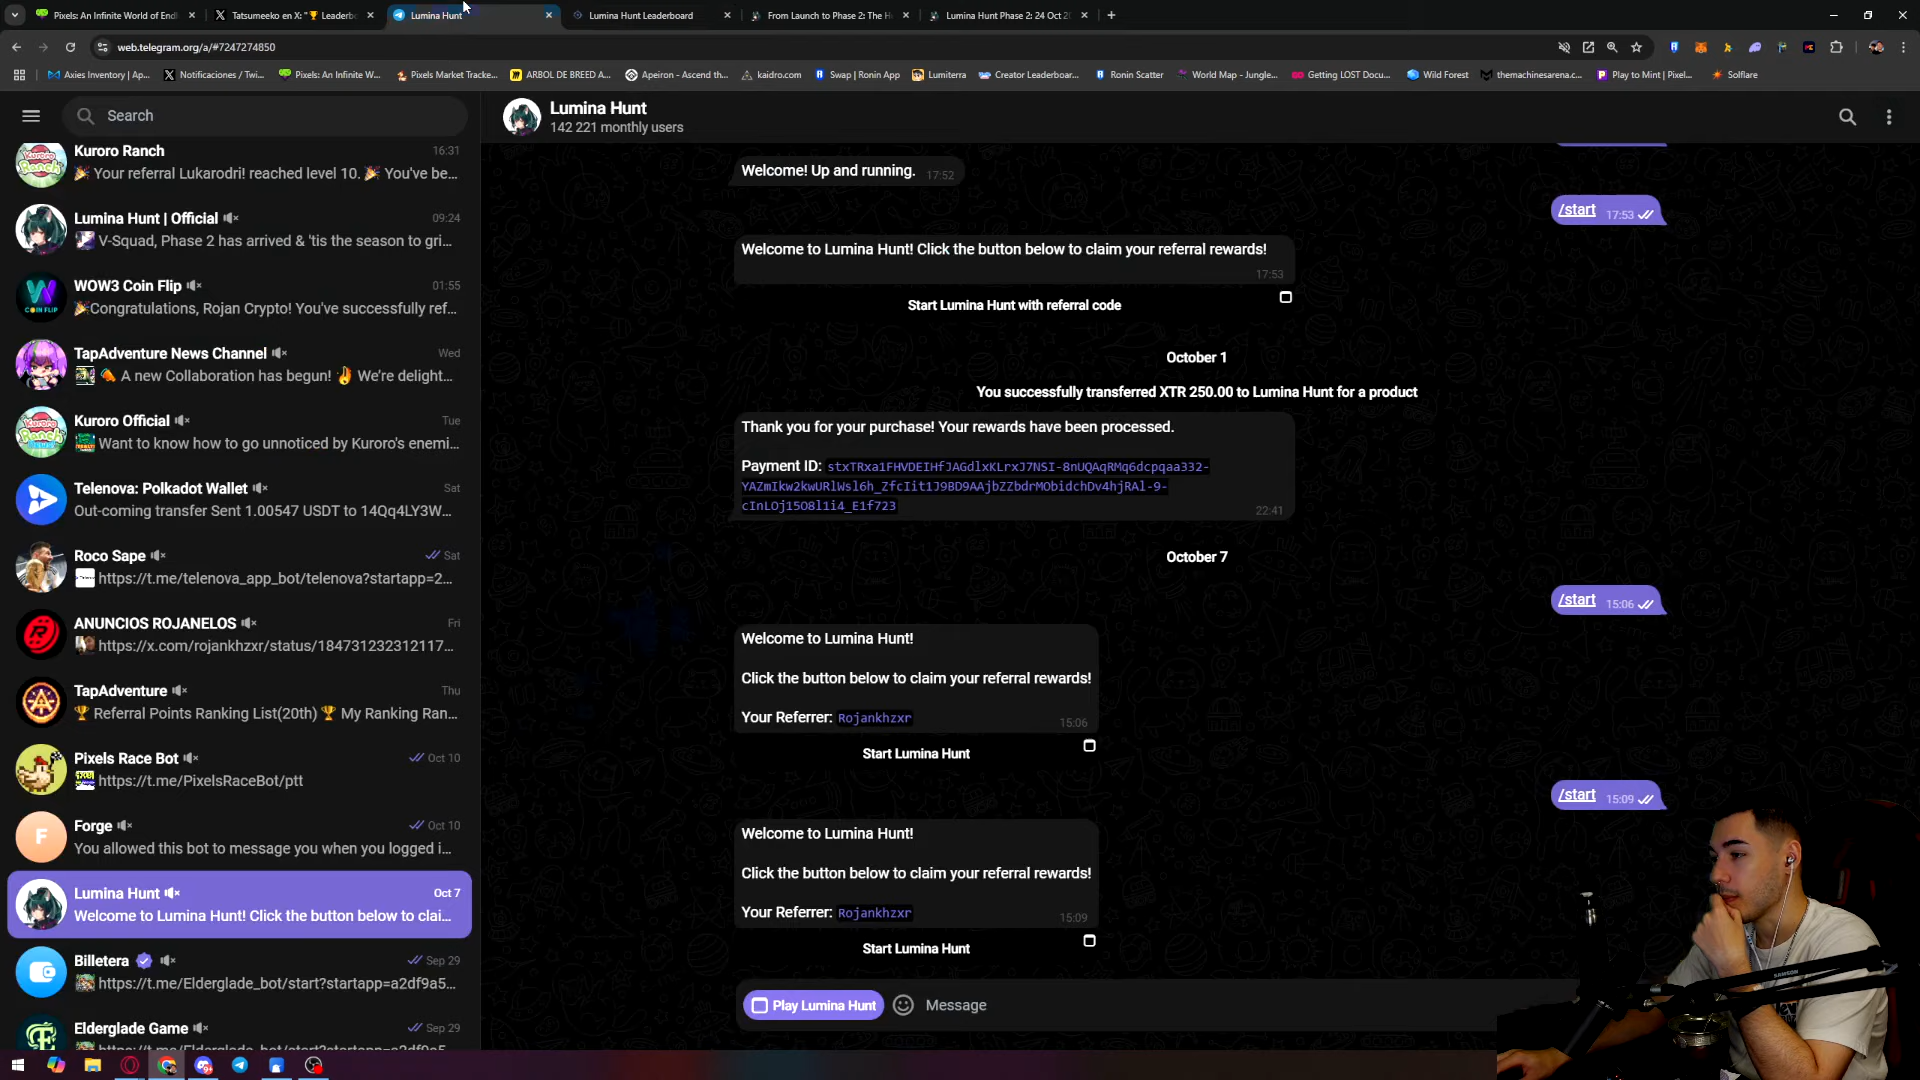 Pixels: An Infinite World of Endl
Tatsumeeko en X: "🏆 Leaderb
Lumina Hunt
Lumina Hunt Leaderboard
From Launch to Phase 2: The H
Lumina Hunt Phase 2: 24 Oct 20
web.telegram.org/a/#7247274850
Axies Inventory | Ap...
Notificaciones / Twi...
Pixels: An Infinite W...
Pixels Market Tracke...
ARBOL DE BREED A...
Apeiron - Ascend th...
kaidro.com
Swap | Ronin App
Lumiterra
Creator Leaderboar...
Ronin Scatter
World Map - Jungle...
Getting LOST Docu...
Wild Forest
themachinesarena.c...
Play to Mint | Pixel...
Solflare
Search
Lumina Hunt
142 221 monthly users
Kuroro Ranch 16:31
🎉 Your referral Lukarodri! reached level 10. 🎉 You've be...
Lumina Hunt | Official 09:24
V-Squad, Phase 2 has arrived & 'tis the season to gri...
WOW3 Coin Flip 01:55
🎉Congratulations, Rojan Crypto! You've successfully ref...
TapAdventure News Channel Wed
A new Collaboration has begun! We're delight...
Kuroro Official Tue
Want to know how to go unnoticed by Kuroro's enemi...
Telenova: Polkadot Wallet Sat
Out-coming transfer Sent 1.00547 USDT to 14Qq4LY3W...
Roco Sape Sat
https://t.me/telenova_app_bot/telenova?startapp=2...
ANUNCIOS ROJANELOS Fri
https://x.com/rojankhzxr/status/184731232312117...
TapAdventure Thu
🏆 Referral Points Ranking List(20th) 🏆 My Ranking Ran...
Pixels Race Bot Oct 10
https://t.me/PixelsRaceBot/ptt
F
Forge Oct 10
You allowed this bot to message you when you logged i...
Lumina Hunt Oct 7
Welcome to Lumina Hunt! Click the button below to clai...
Billetera Sep 29
https://t.me/Elderglade_bot/start?startapp=a2df9a5...
Elderglade Game Sep 29
Welcome! Up and running. 17:52
/start 17:53
Welcome to Lumina Hunt! Click the button below to claim your referral rewards!
17:53
Start Lumina Hunt with referral code
October 1
You successfully transferred XTR 250.00 to Lumina Hunt for a product
Thank you for your purchase! Your rewards have been processed.
Payment ID: stxTRxa1FHVDEIHfJAGdlxKLrxJ7NSI-8nUQAqRMq6dcpqaa332-
YAZmIkw2kwURlWsl6h_ZfcIit1J9BD9AAjbZZbdrMObidchDv4hjRAl-9-
cInLOj15O8l1i4_E1f723 22:41
October 7
/start 15:06
Welcome to Lumina Hunt!
Click the button below to claim your referral rewards!
Your Referrer: Rojankhzxr 15:06
Start Lumina Hunt
/start 15:09
Welcome to Lumina Hunt!
Click the button below to claim your referral rewards!
Your Referrer: Rojankhzxr 15:09
Start Lumina Hunt
Play Lumina Hunt
Message
SAMSON